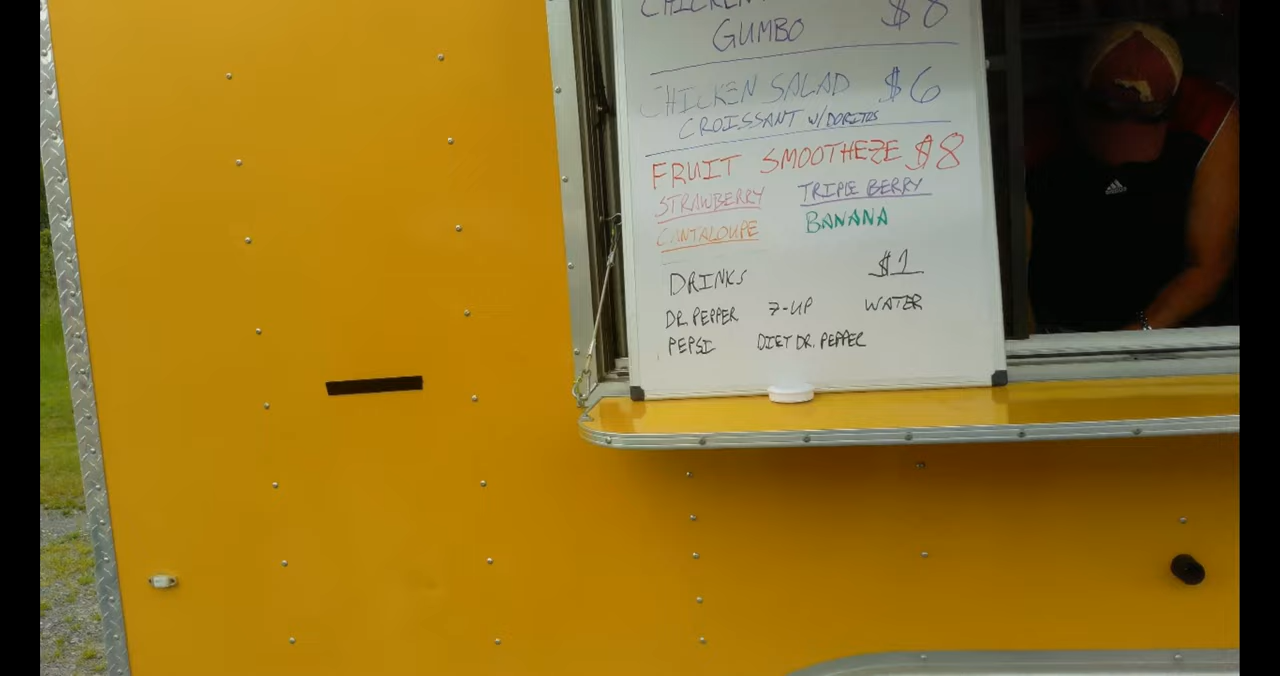 CHICKEN $8
GUMBO
CHICKEN SALAD $6
CROISSANT W/DORITOS
FRUIT SMOOTHEZE $8
STRAWBERRY TRIPLE BERRY
CANTALOUPE BANANA
DRINKS $1
DR. PEPPER 7-UP WATER
PEPSI DIET DR. PEPPER